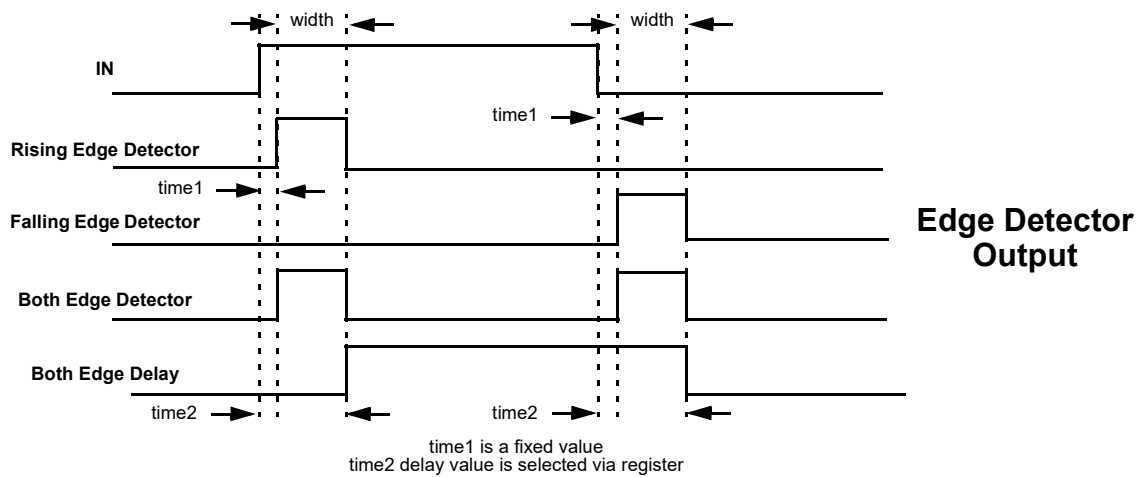 width
width
IN
time1
Rising Edge Detector
time1
Falling Edge Detector
Edge Detector
Output
Both Edge Detector
Both Edge Delay
time2
time2
time1 is a fixed value
time2 delay value is selected via register